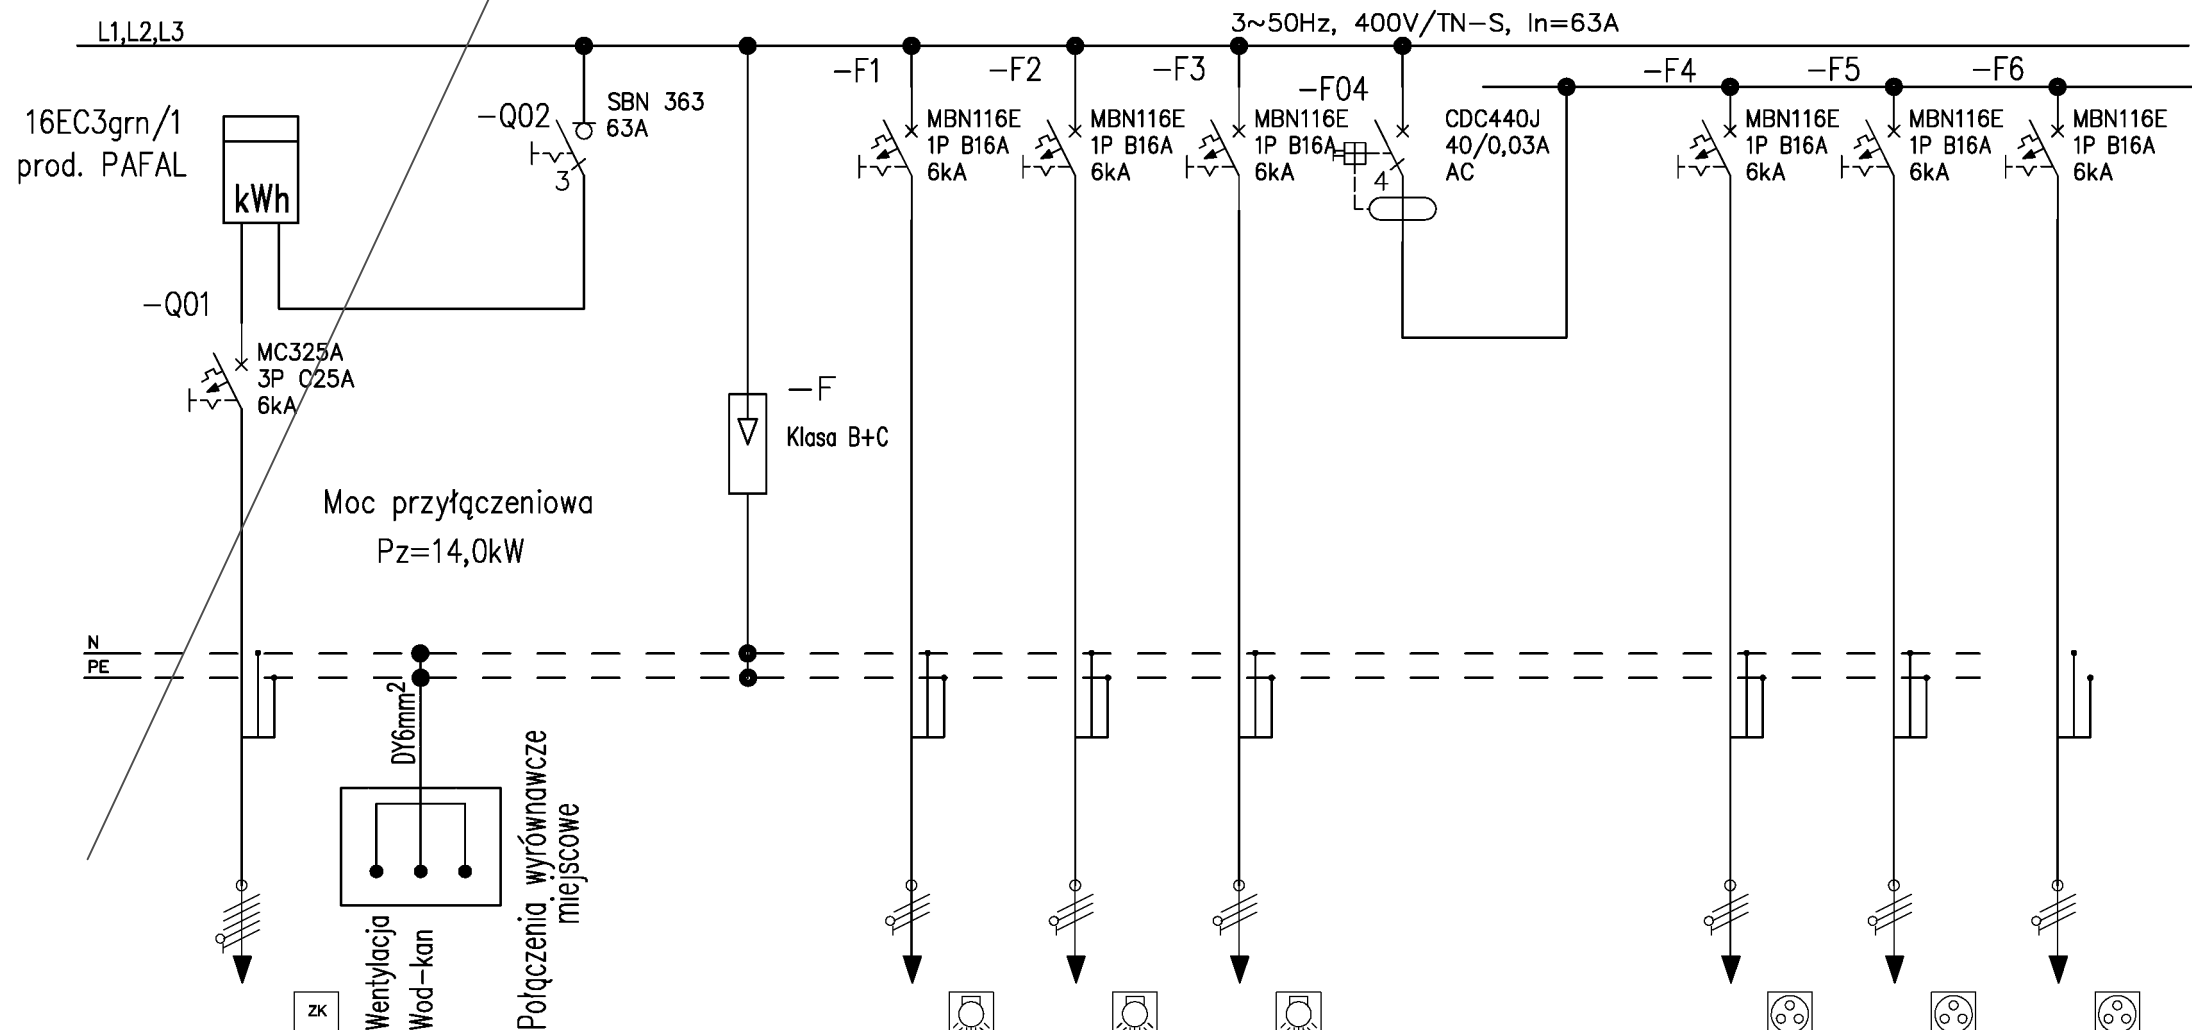 L1,L2,L3
3~50Hz, 400V/TN-S, In=63A
16EC3grn/1
prod. PAFAL
kWh
-Q02
SBN 363
63A
3
-Q01
MC325A
3P C25A
6kA
-F
Klasa B+C
Moc przyłączeniowa
Pz=14,0kW
-F1
MBN116E
1P B16A
6kA
-F2
MBN116E
1P B16A
6kA
-F3
MBN116E
1P B16A
6kA
-F04
CDC440J
40/0,03A
AC
4
-F4
MBN116E
1P B16A
6kA
-F5
MBN116E
1P B16A
6kA
-F6
MBN116E
1P B16A
6kA
N
PE
DY6mm²
Połączenia wyrównawcze
miejscowe
Wentylacja
Wod-kan
ZK